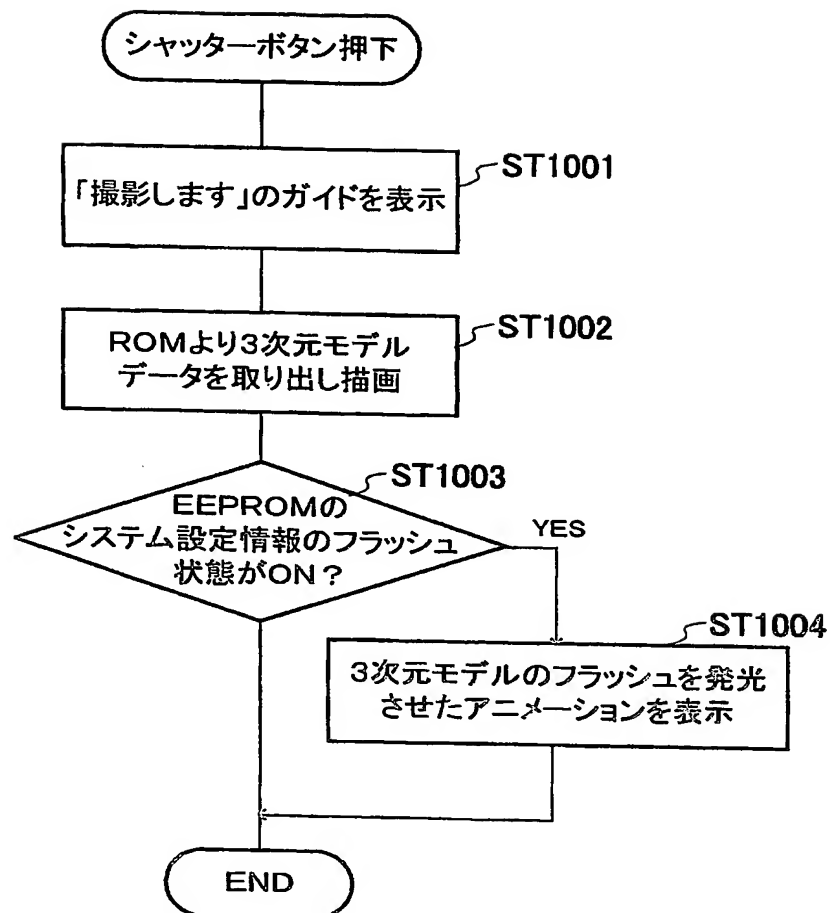 シャッターボタン押下
ST1001
「撮影します」のガイドを表示
ST1002
ROMより3次元モデル
データを取り出し描画
ST1003
EEPROMの
システム設定情報のフラッシュ
状態がON？
YES
ST1004
3次元モデルのフラッシュを発光
させたアニメーションを表示
END